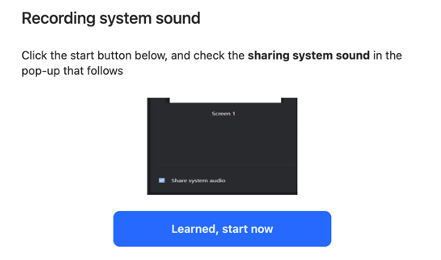 Recording system sound
Click the start button below, and check the sharing system sound in the
pop-up that follows
Screen 1
Share system audio
Learned, start now